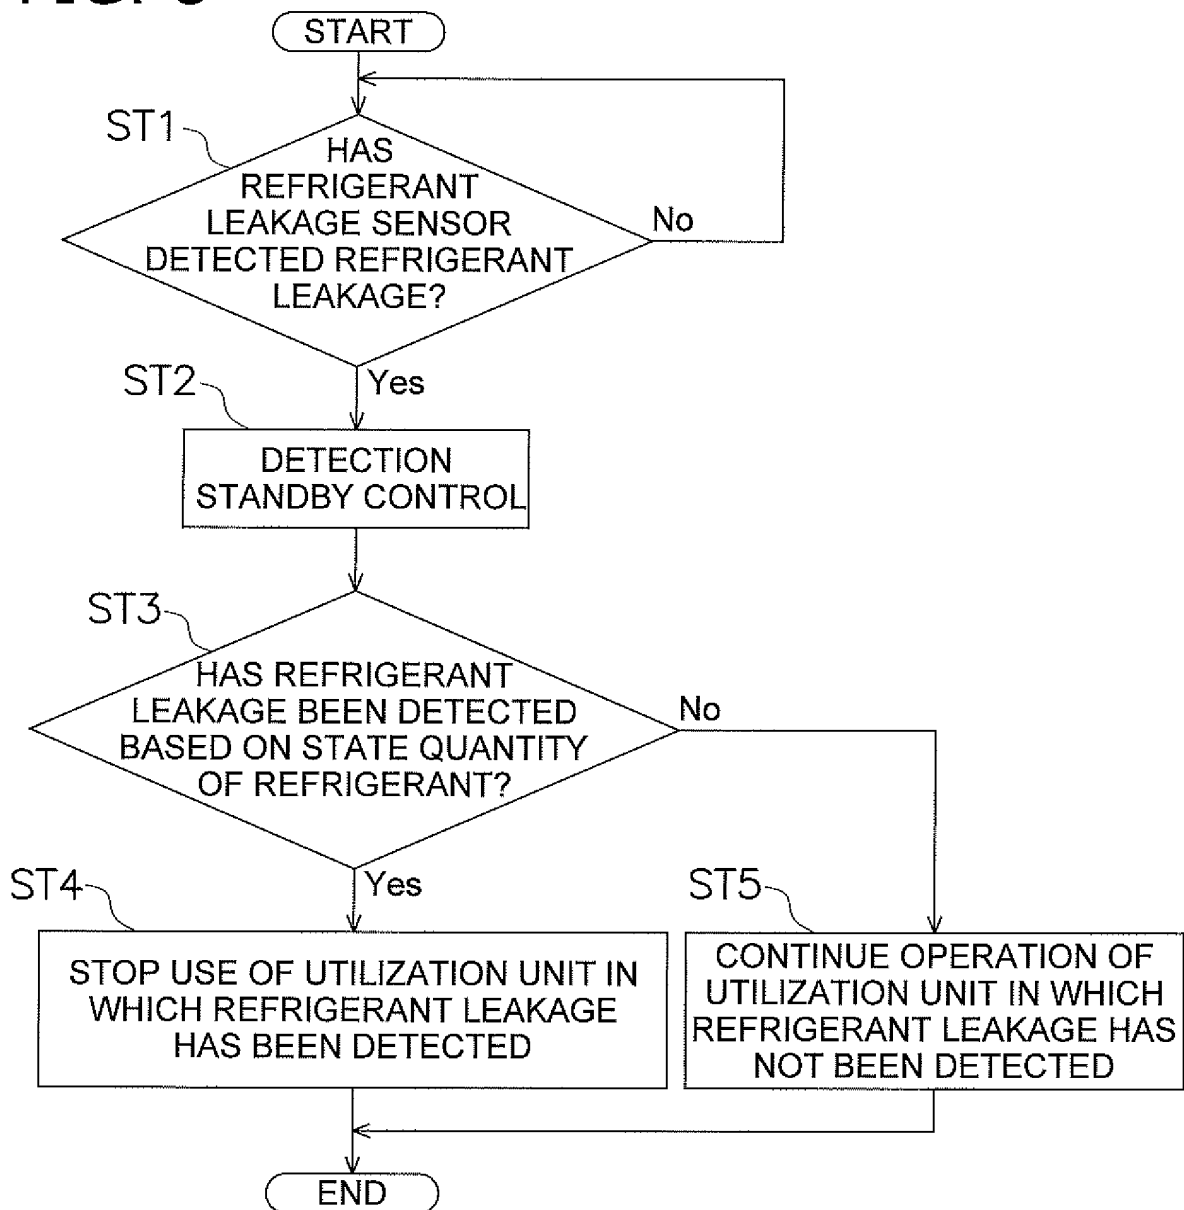 START
ST1
HAS
REFRIGERANT
LEAKAGE SENSOR
DETECTED REFRIGERANT
LEAKAGE?
No
Yes
ST2
DETECTION
STANDBY CONTROL
ST3
HAS REFRIGERANT
LEAKAGE BEEN DETECTED
BASED ON STATE QUANTITY
OF REFRIGERANT?
No
Yes
ST4
STOP USE OF UTILIZATION UNIT IN
WHICH REFRIGERANT LEAKAGE
HAS BEEN DETECTED
ST5
CONTINUE OPERATION OF
UTILIZATION UNIT IN WHICH
REFRIGERANT LEAKAGE HAS
NOT BEEN DETECTED
END